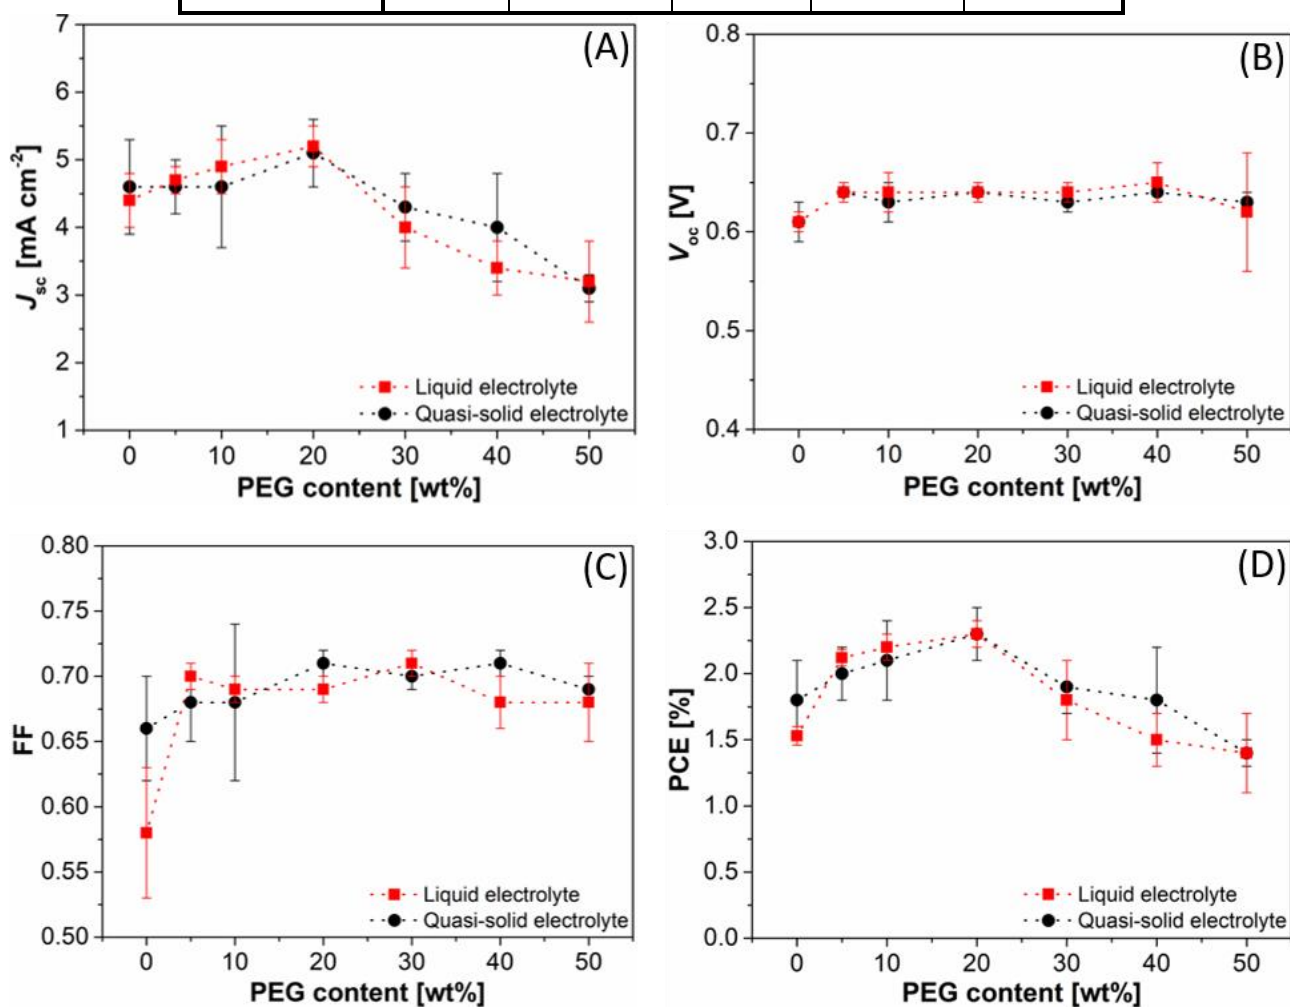 (A)
7
6
5
4
3
2
1
J_sc [mA cm⁻²]
Liquid electrolyte
Quasi-solid electrolyte
0 10 20 30 40 50
PEG content [wt%]
(B)
0.8
0.7
0.6
0.5
0.4
V_oc [V]
Liquid electrolyte
Quasi-solid electrolyte
0 10 20 30 40 50
PEG content [wt%]
(C)
0.80
0.75
0.70
0.65
0.60
0.55
0.50
FF
Liquid electrolyte
Quasi-solid electrolyte
0 10 20 30 40 50
PEG content [wt%]
(D)
3.0
2.5
2.0
1.5
1.0
0.5
0.0
PCE [%]
Liquid electrolyte
Quasi-solid electrolyte
0 10 20 30 40 50
PEG content [wt%]